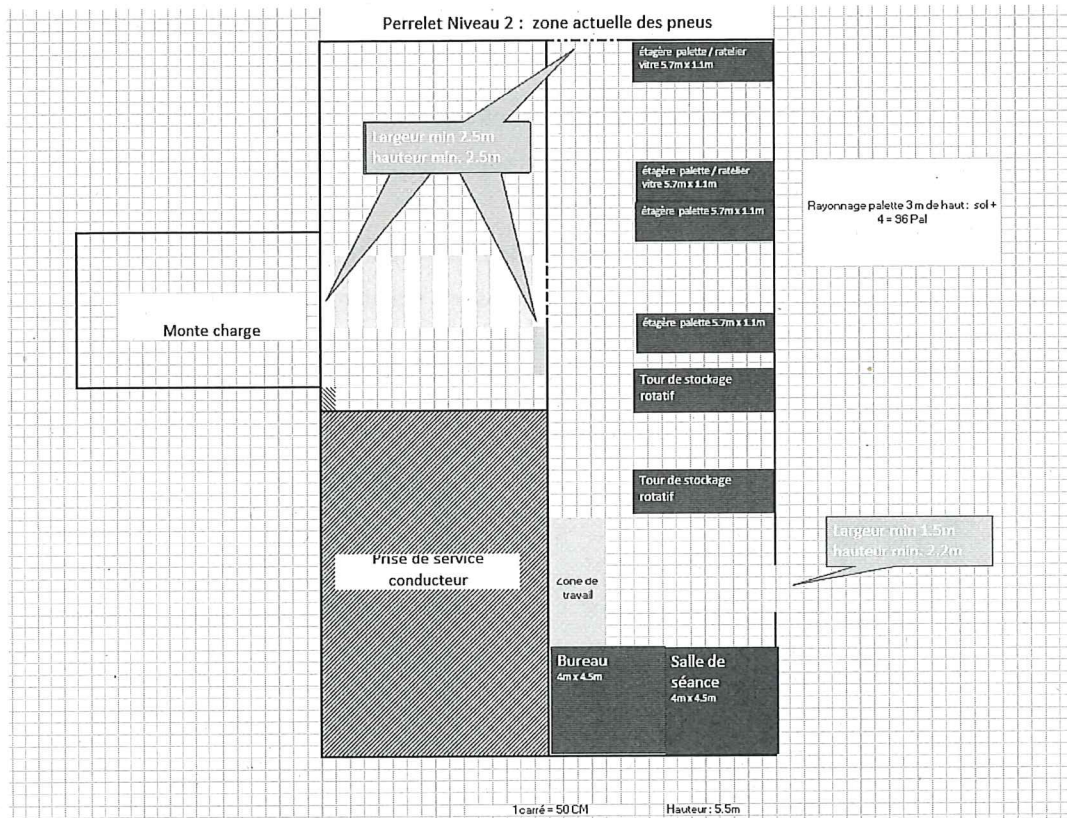 Perrelet Niveau 2 : zone actuelle des pneus
étagère palette / ratelier
vitre 5.7m x 1.1m
Largeur min 2.5m
hauteur min. 2.5m
étagère palette / ratelier
vitre 5.7m x 1.1m
étagère palette 5.7m x 1.1m
Rayonnage palette 3 m de haut : sol +
4 = 96 Pal
Monte charge
étagère palette 5.7m x 1.1m
Tour de stockage
rotatif
Tour de stockage
rotatif
Largeur min 1.5m
hauteur min. 2.2m
Prise de service
conducteur
Zone de
travail
Bureau
4m x 4.5m
Salle de
séance
4m x 4.5m
1 carré = 50 CM
Hauteur : 5.5m